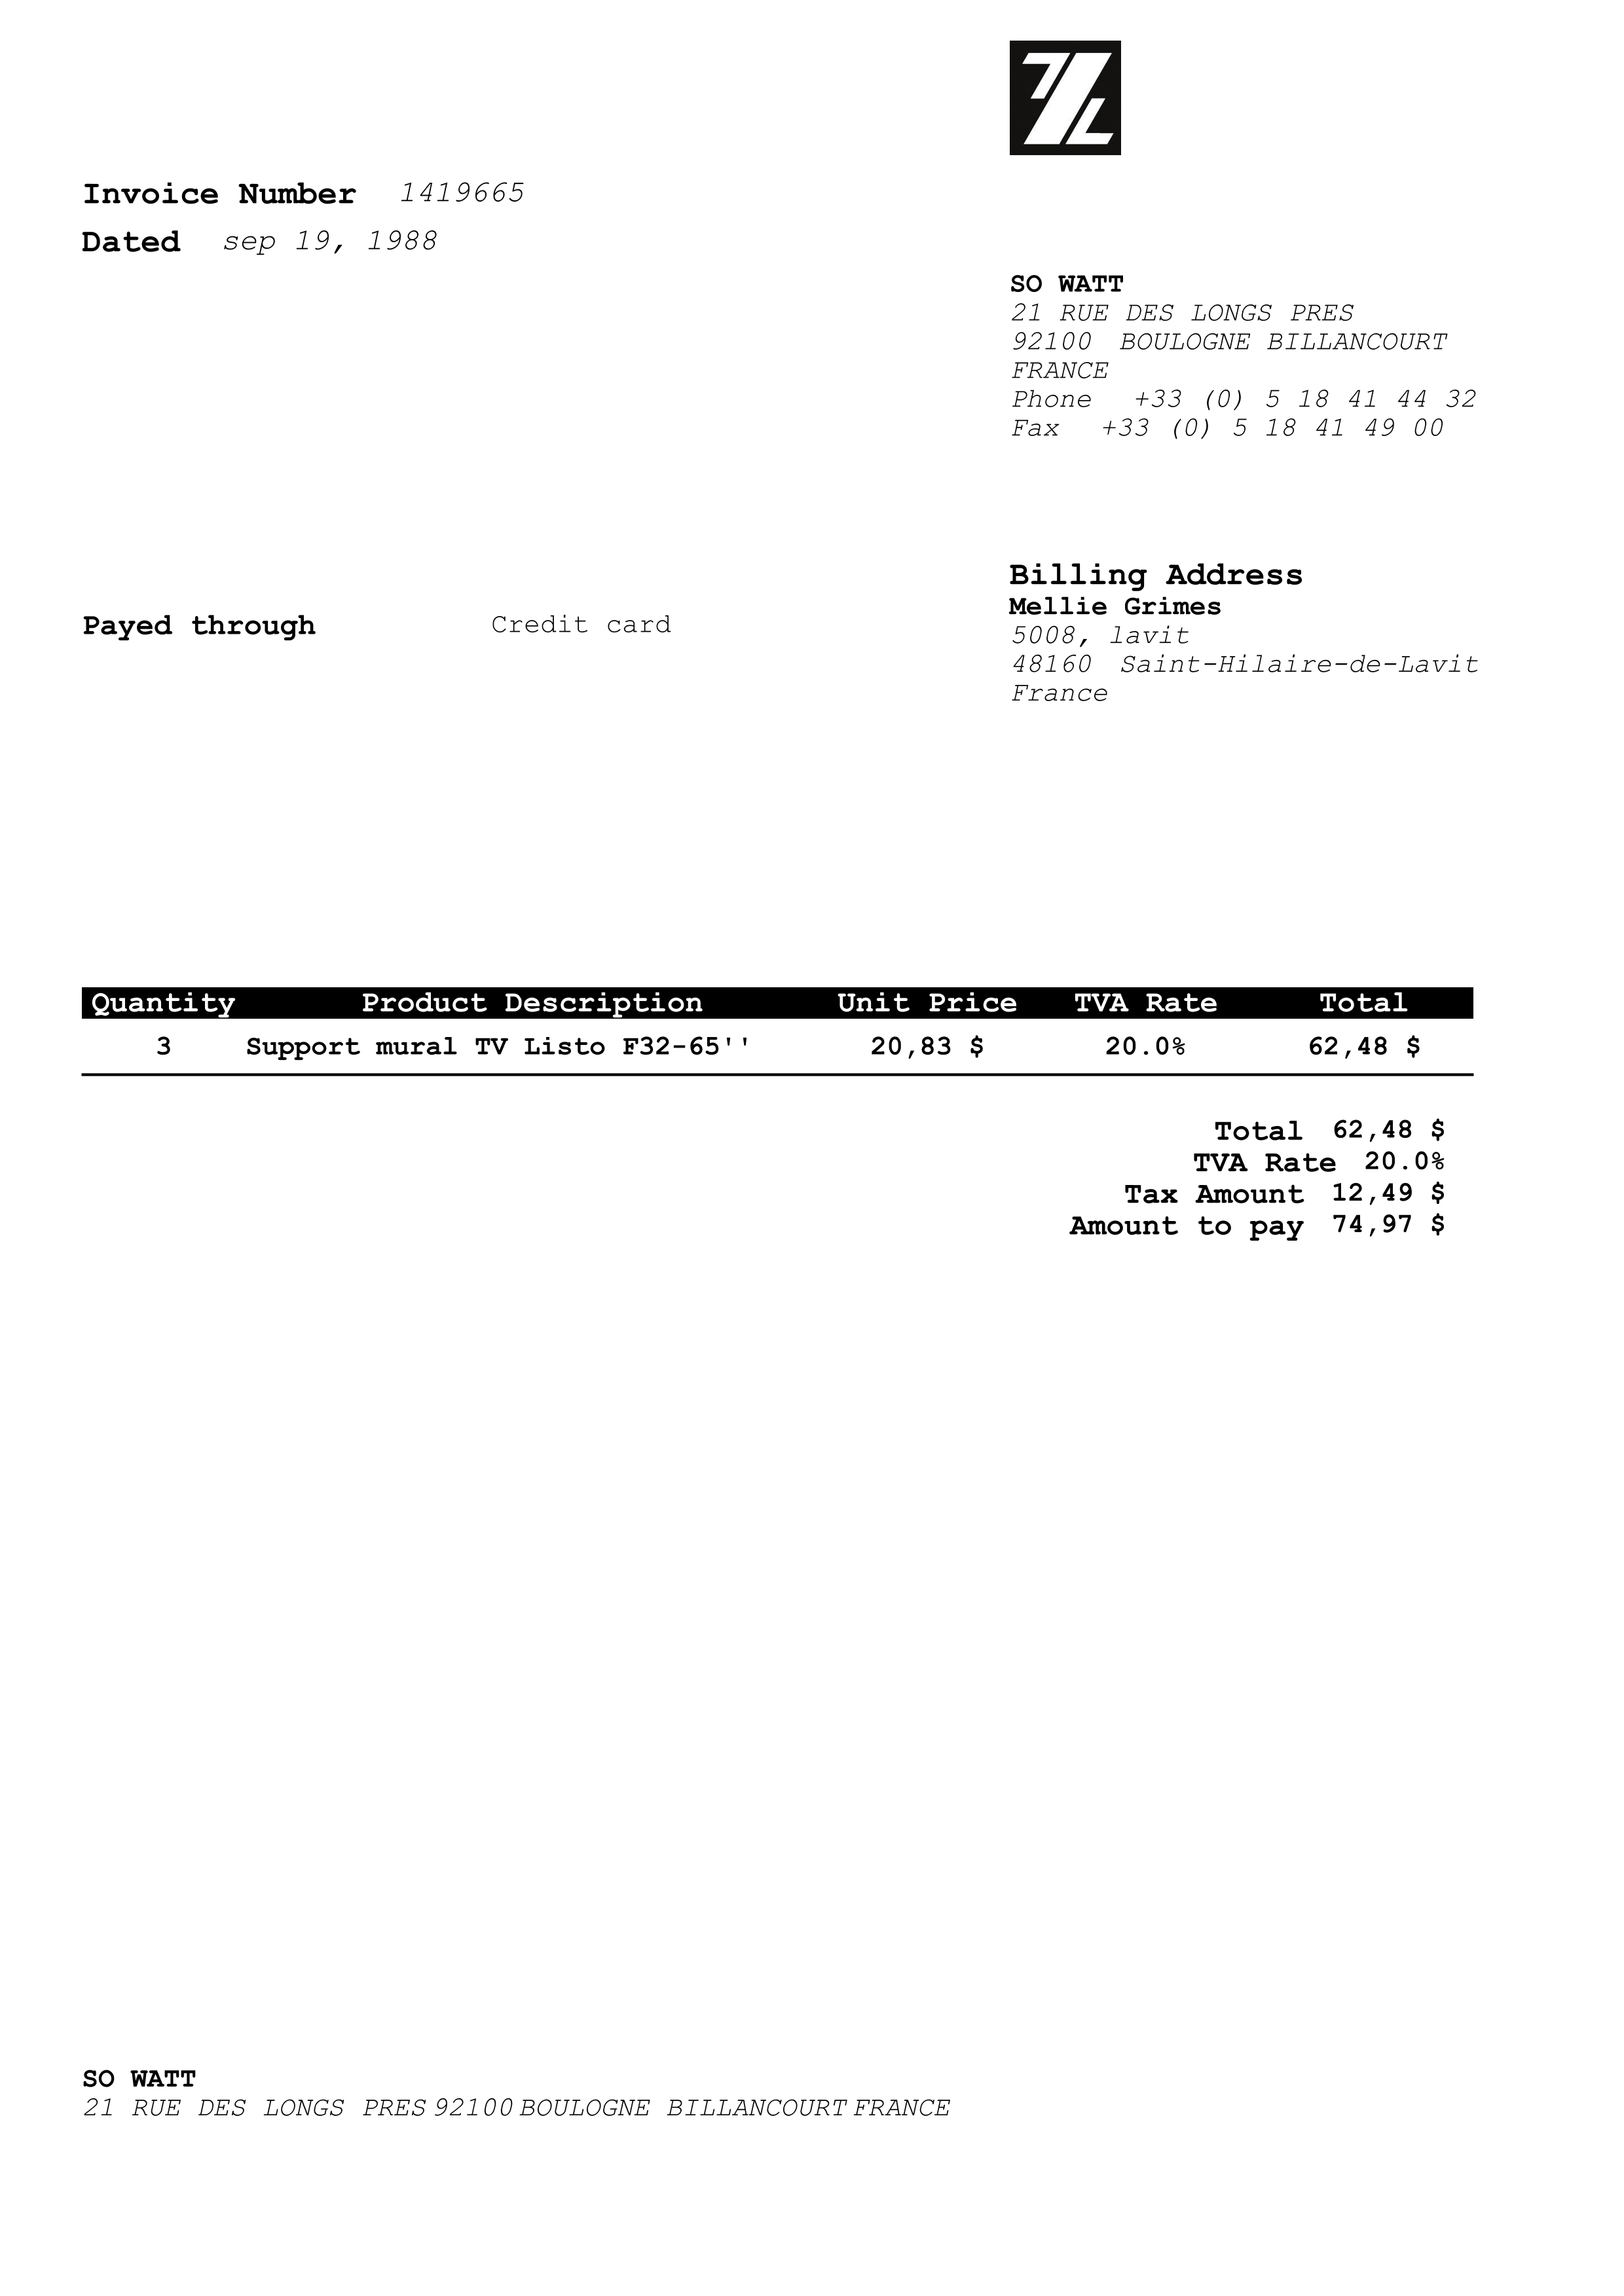 Invoice Number 1419665
Dated sep 19, 1988
SO WATT
21 RUE DES LONGS PRES
92100 BOULOGNE BILLANCOURT
FRANCE
Phone +33 (0) 5 18 41 44 32
Fax +33 (0) 5 18 41 49 00
Billing Address
Mellie Grimes
5008, lavit
48160 Saint-Hilaire-de-Lavit
France
Payed through Credit card
Quantity Product Description Unit Price TVA Rate Total
3 Support mural TV Listo F32-65'' 20,83 $ 20.0% 62,48 $
Total 62,48 $
TVA Rate 20.0%
Tax Amount 12,49 $
Amount to pay 74,97 $
SO WATT
21 RUE DES LONGS PRES 92100 BOULOGNE BILLANCOURT FRANCE